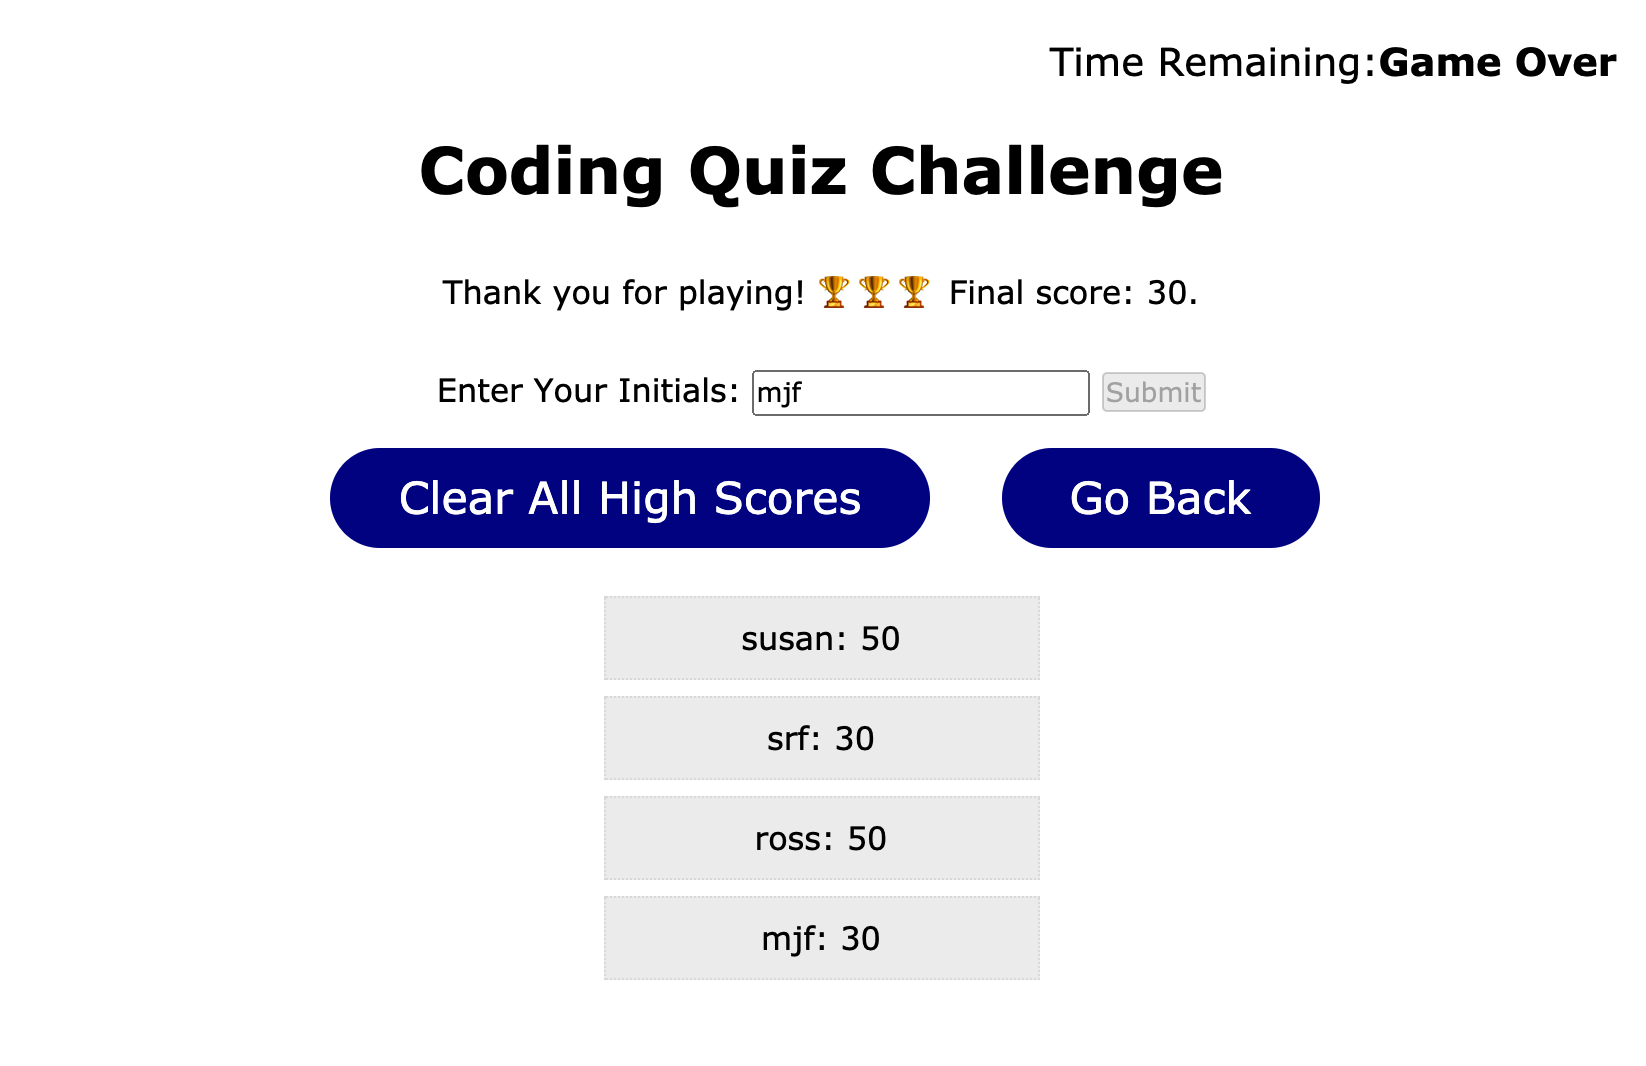 Time Remaining:Game Over
Coding Quiz Challenge
Thank you for playing! 🏆🏆🏆 Final score: 30.
Enter Your Initials: mjf Submit
Clear All High Scores Go Back
susan: 50
srf: 30
ross: 50
mjf: 30